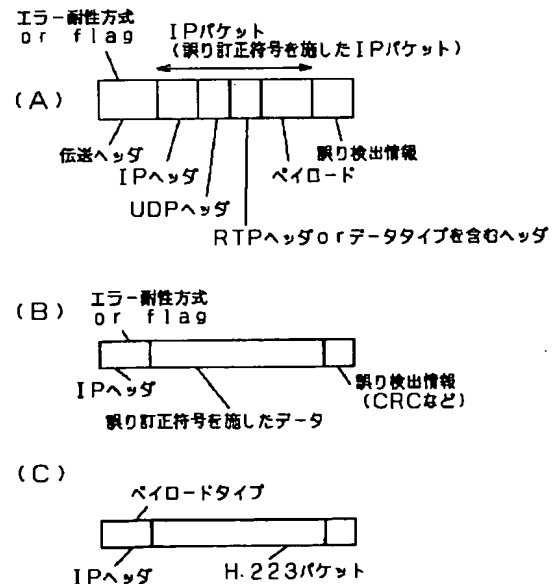 エラー耐性方式
or flag
IPパケット
(誤り訂正符号を施したIPパケット)
(A)
伝送ヘッダ
IPヘッダ
UDPヘッダ
RTPヘッダorデータタイプを含むヘッダ
ペイロード
誤り検出情報
(B)
エラー耐性方式
or flag
IPヘッダ
誤り訂正符号を施したデータ
誤り検出情報
(CRCなど)
(C)
ペイロードタイプ
IPヘッダ
H.223パケット